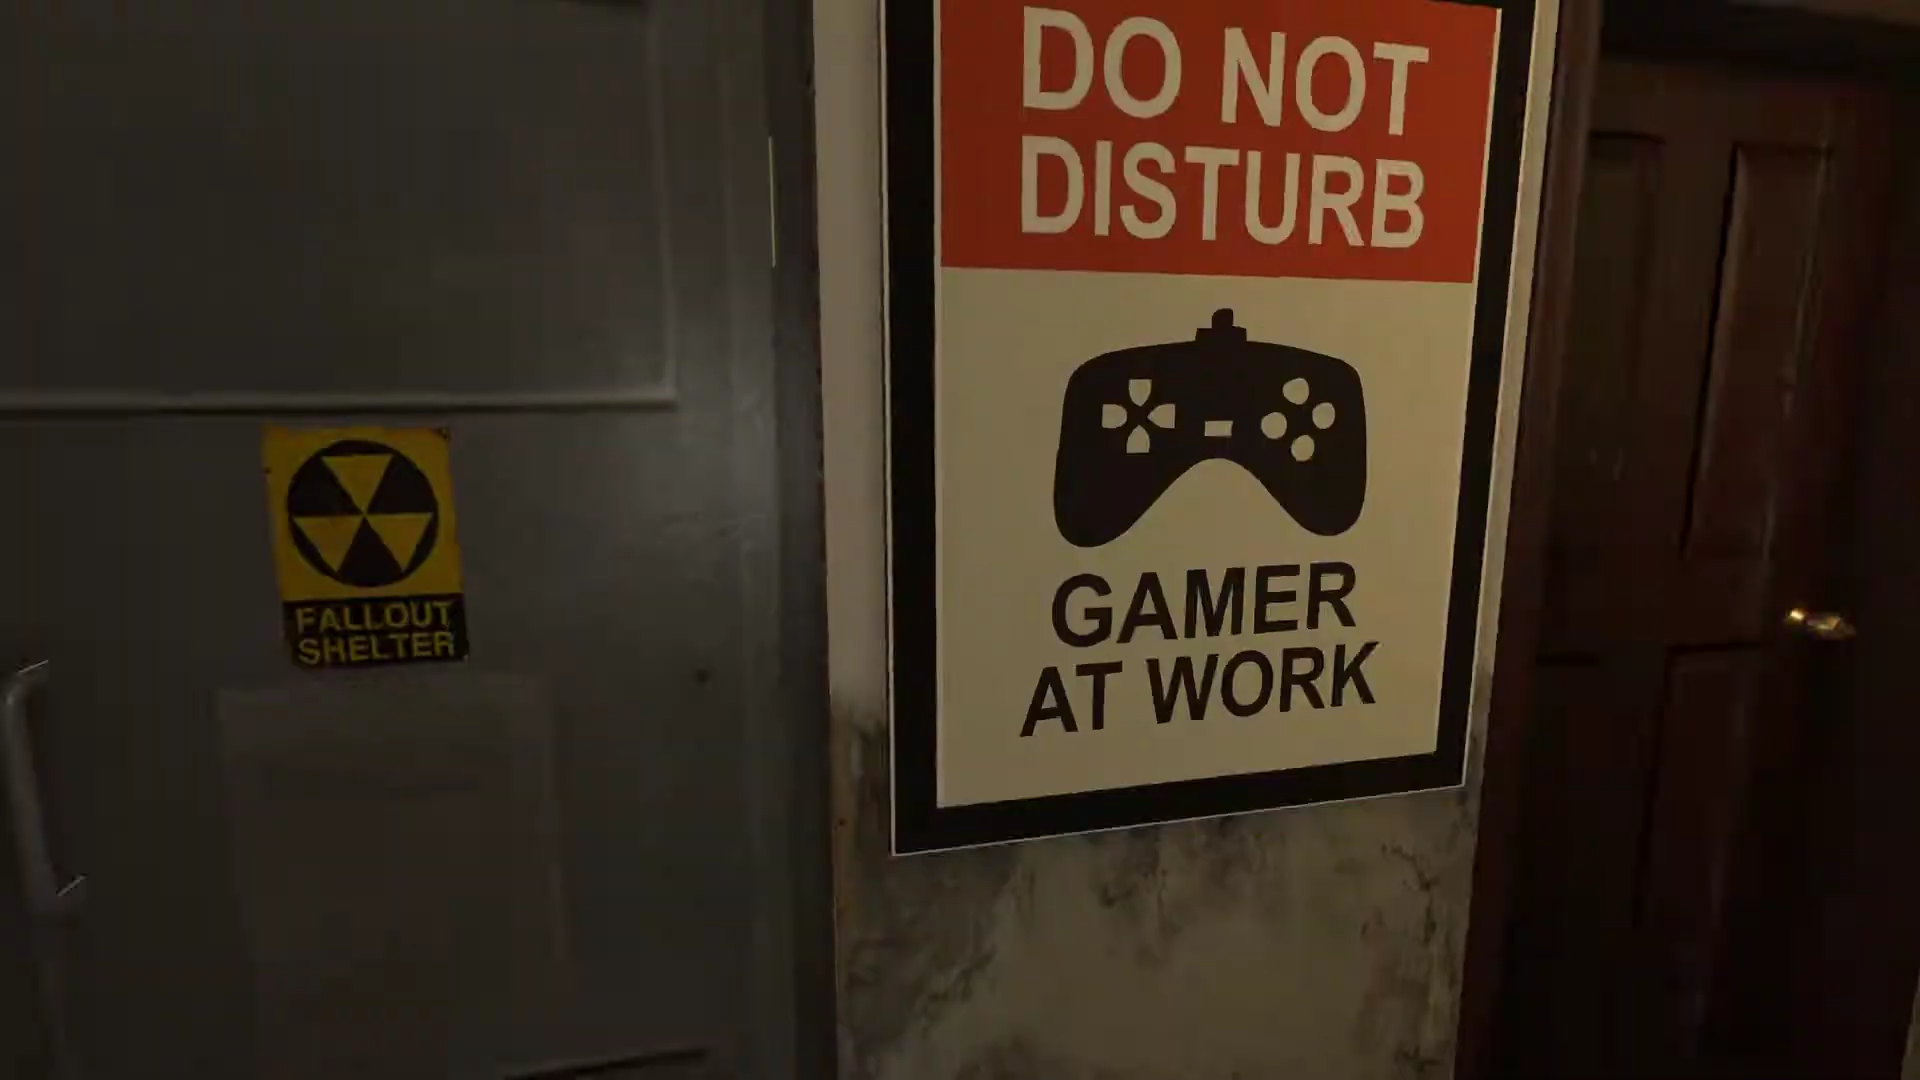 DO NOT
DISTURB
GAMER
AT WORK
FALLOUT
SHELTER